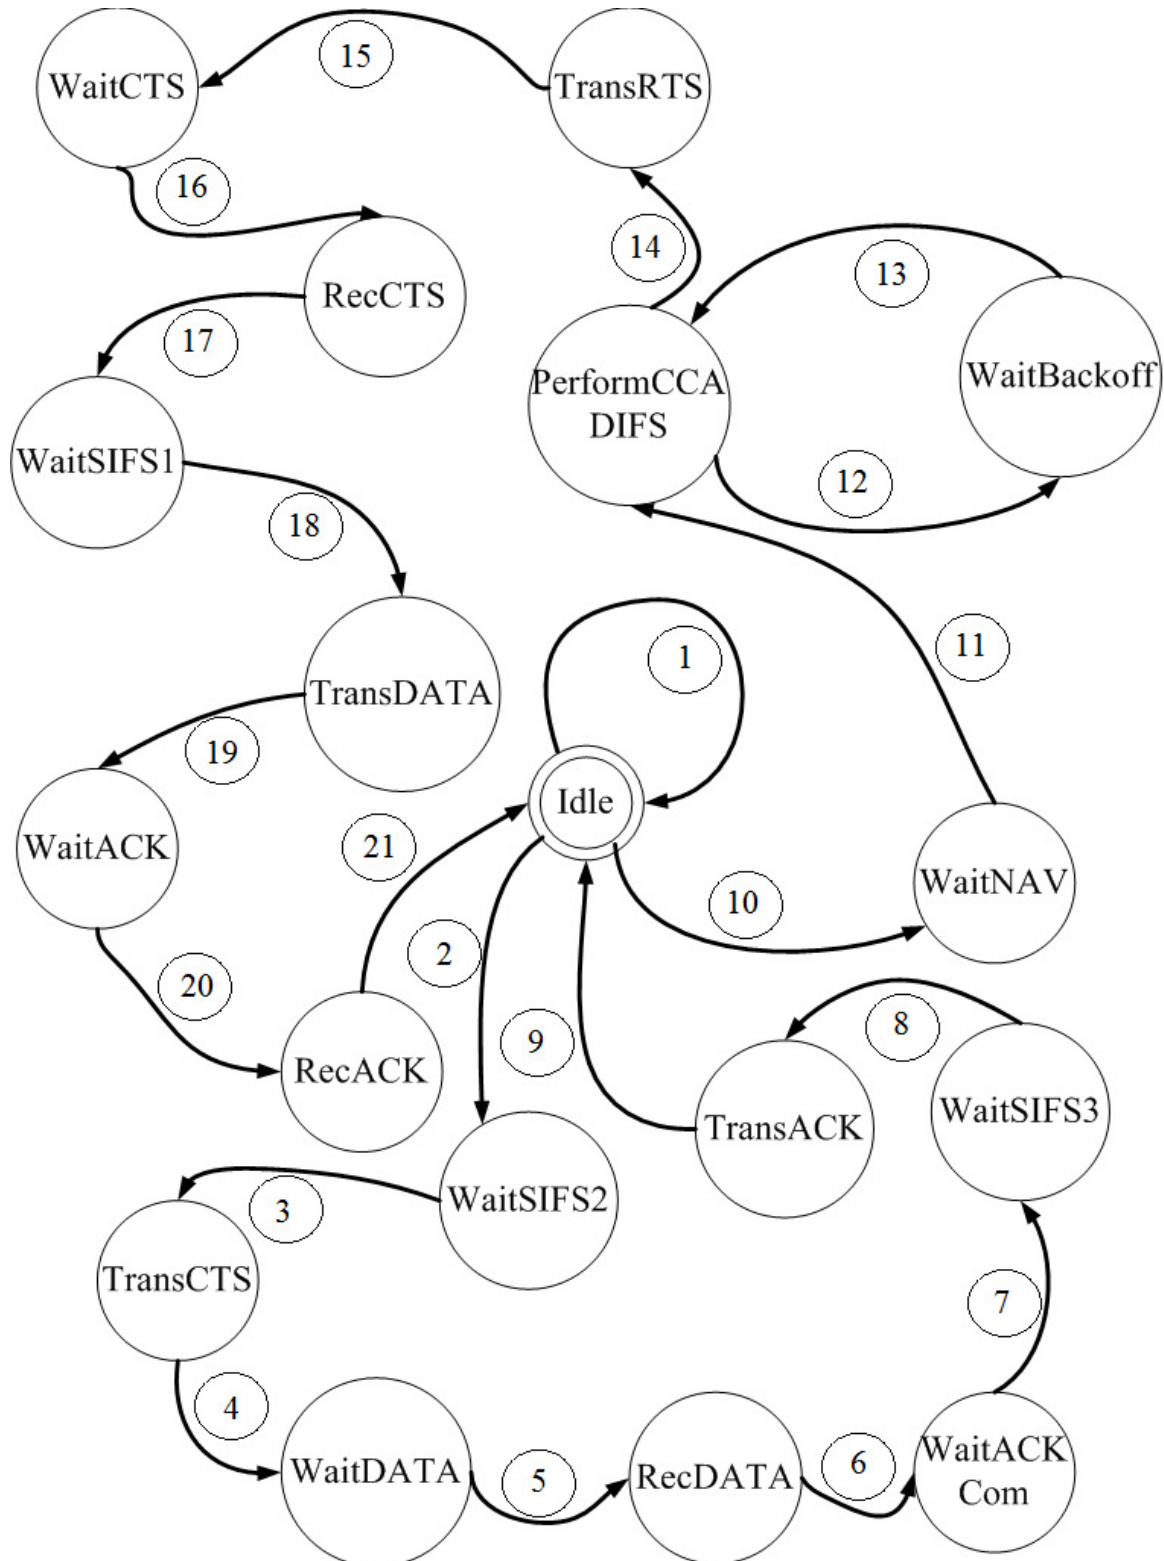 15
WaitCTS
TransRTS
16
14
13
RecCTS
17
PerformCCA
DIFS
WaitBackoff
WaitSIFS1
12
18
11
1
TransDATA
19
Idle
21
WaitACK
WaitNAV
10
2
20
8
9
RecACK
TransACK
WaitSIFS3
WaitSIFS2
3
TransCTS
7
4
WaitDATA
5
RecDATA
6
WaitACK
Com